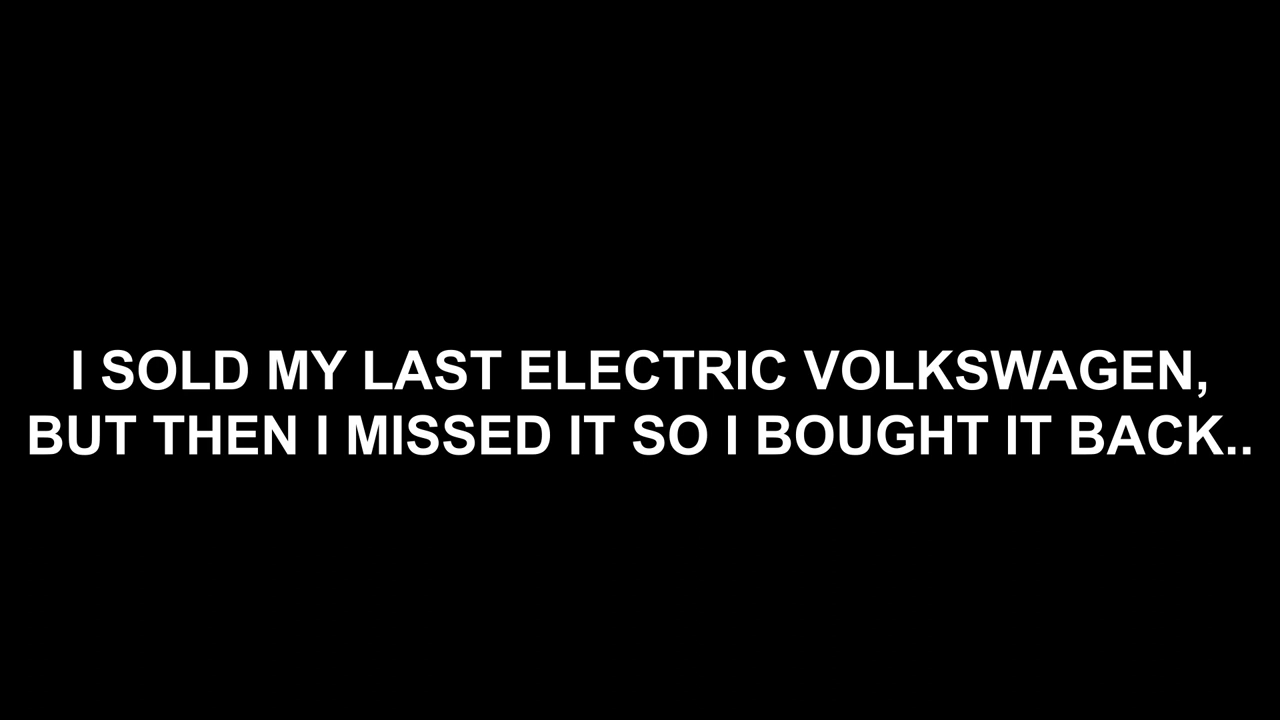 I SOLD MY LAST ELECTRIC VOLKSWAGEN,
BUT THEN I MISSED IT SO I BOUGHT IT BACK..